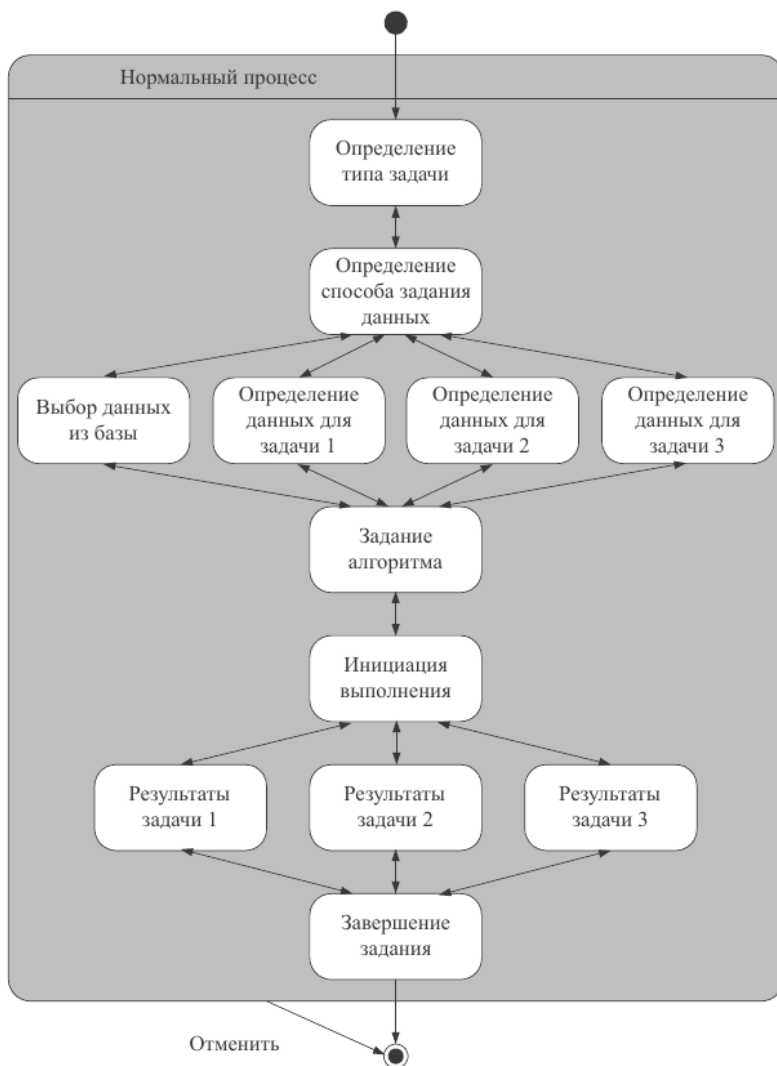 Нормальный процесс
Определение
типа задачи
Определение
способа задания
данных
Выбор данных
из базы
Определение
данных для
задачи 1
Определение
данных для
задачи 2
Определение
данных для
задачи 3
Задание
алгоритма
Инициация
выполнения
Результаты
задачи 1
Результаты
задачи 2
Результаты
задачи 3
Завершение
задания
Отменить